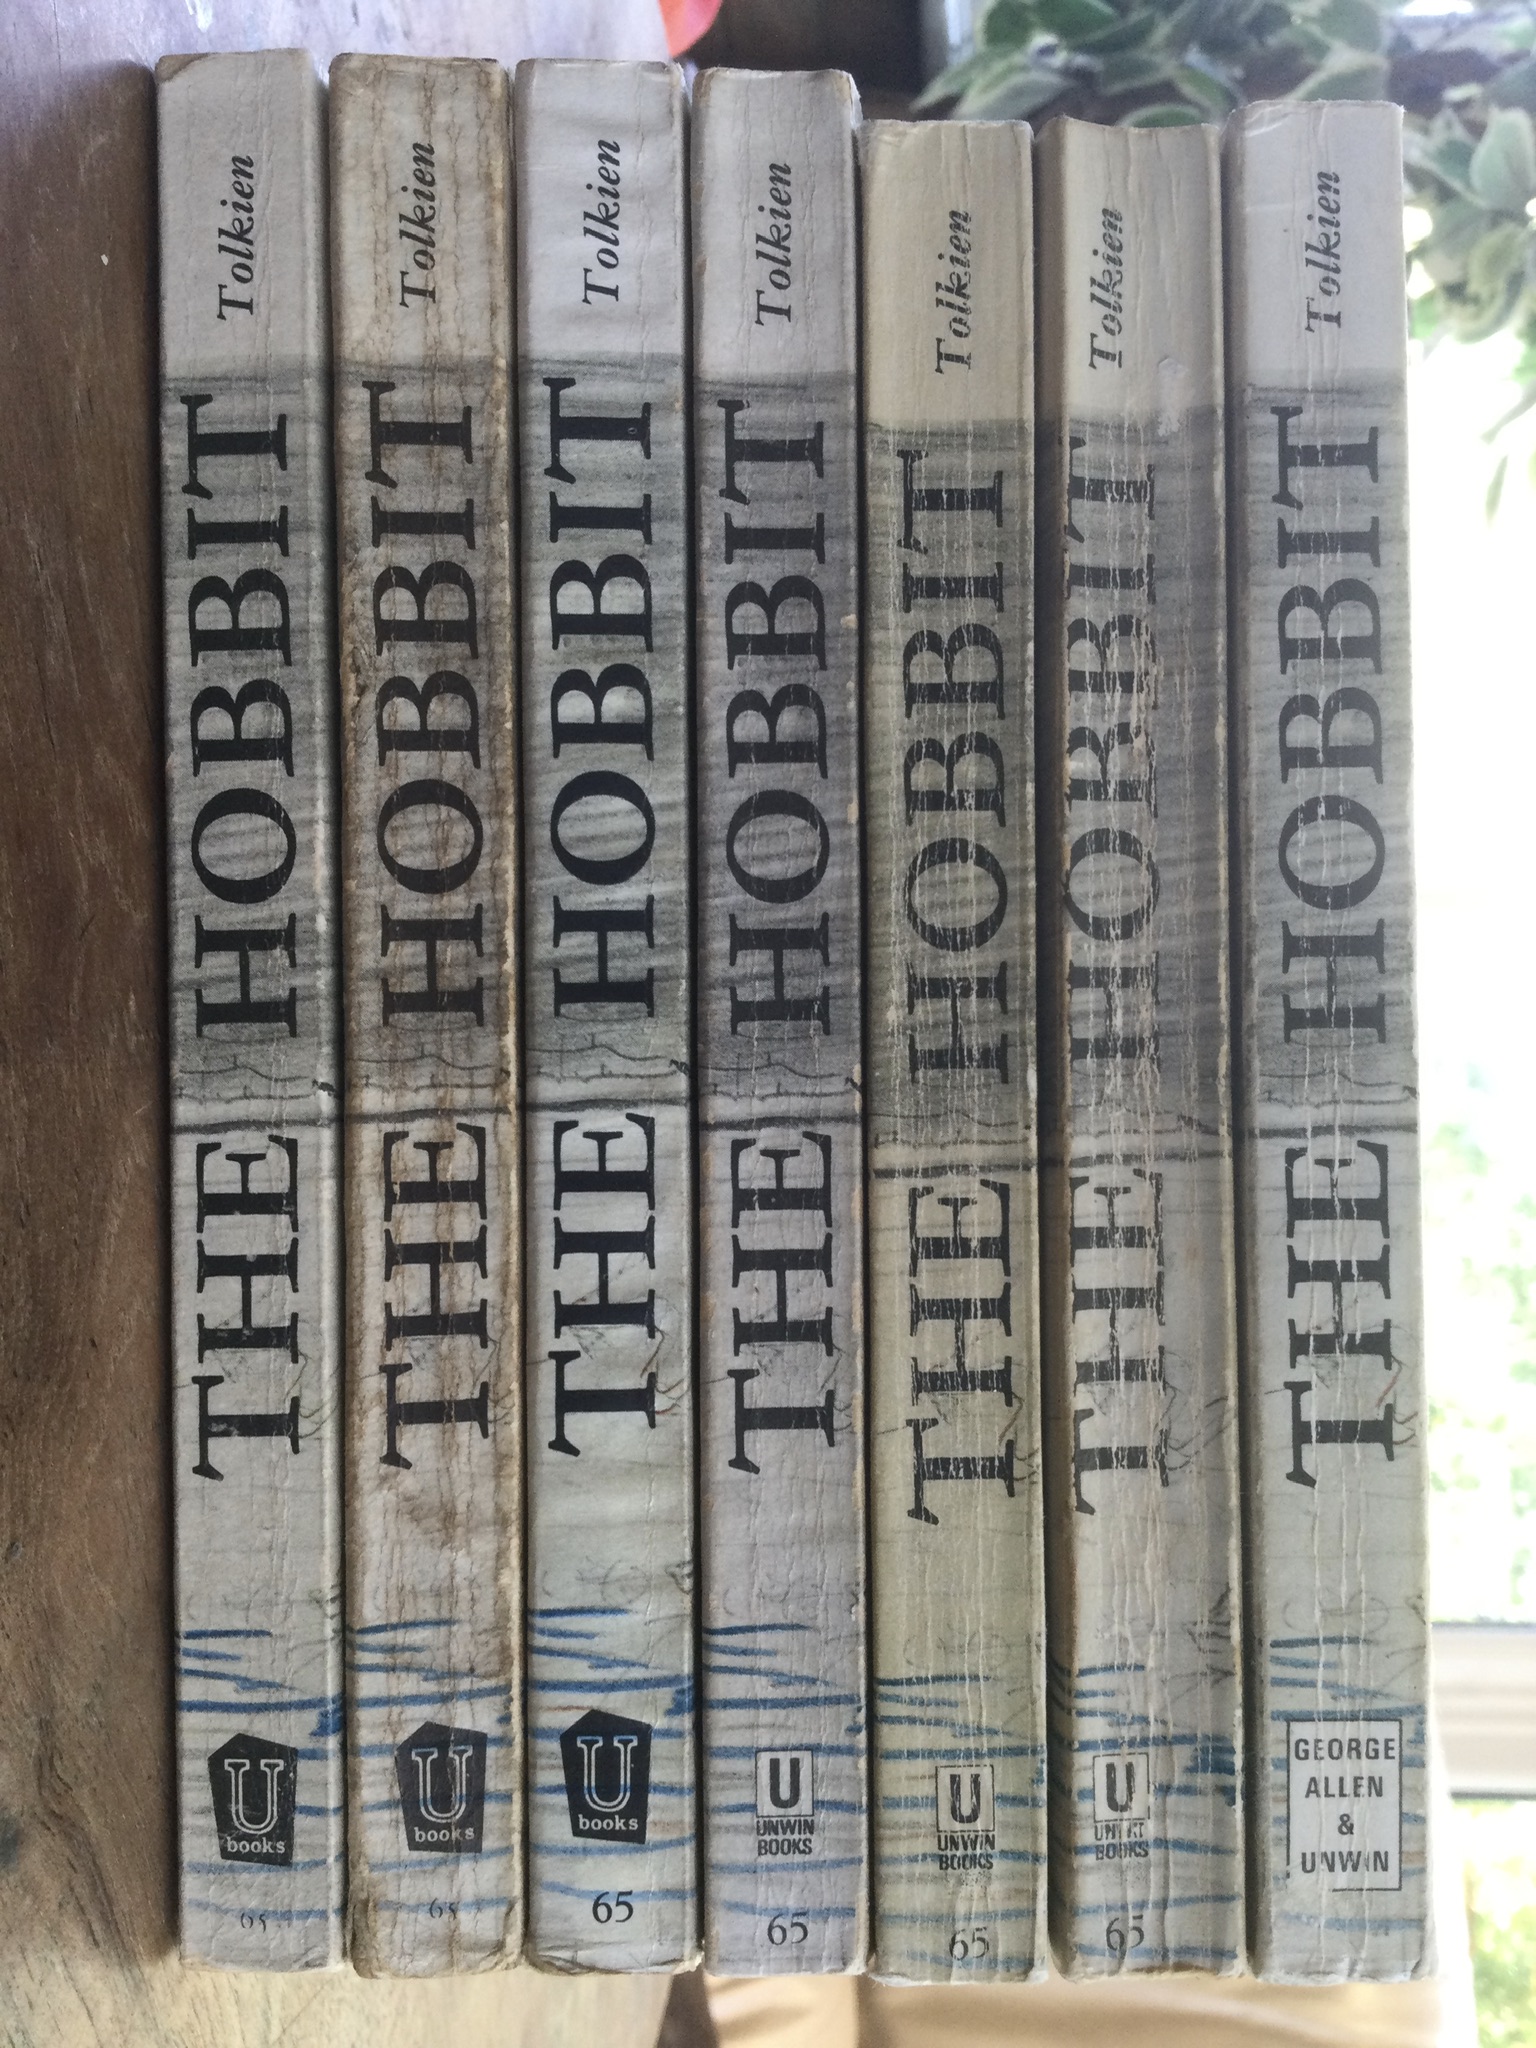 Tolkien
THE HOBBIT
U
books
65
Tolkien
THE HOBBIT
U
books
65
Tolkien
THE HOBBIT
U
books
65
Tolkien
THE HOBBIT
U
UNWIN
BOOKS
65
Tolkien
THE HOBBIT
U
UNWIN
BOOKS
65
Tolkien
THE HOBBIT
U
UNWIN
BOOKS
65
Tolkien
THE HOBBIT
GEORGE
ALLEN
&
UNWIN